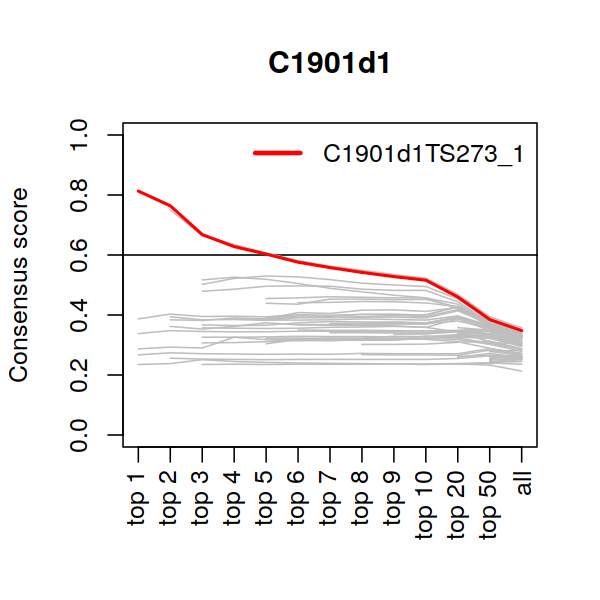 C1901d1
C1901d1TS273_1
Consensus score
1.0
0.8
0.6
0.4
0.2
0.0
top 1
top 2
top 3
top 4
top 5
top 6
top 7
top 8
top 9
top 10
top 20
top 50
all